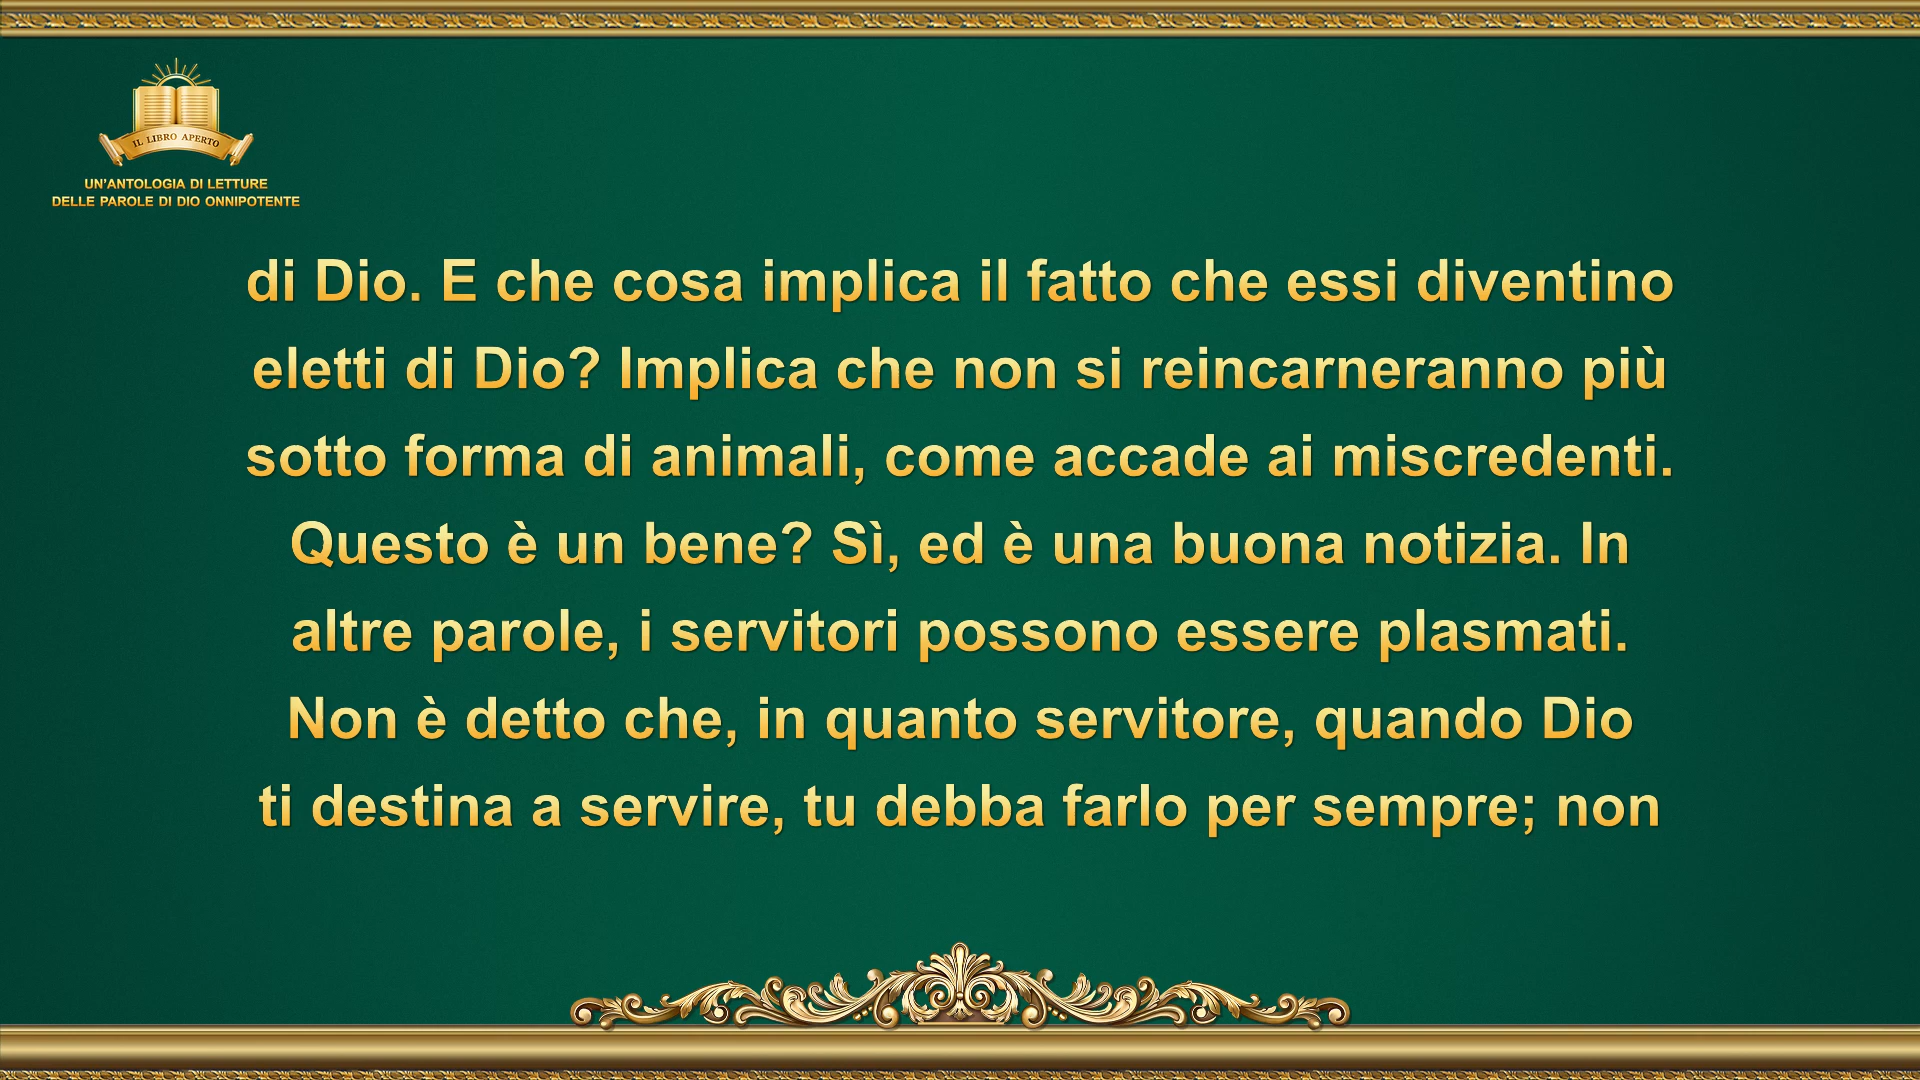 IL LIBRO APERTO
UN'ANTOLOGIA DI LETTURE
DELLE PAROLE DI DIO ONNIPOTENTE
di Dio. E che cosa implica il fatto che essi diventino
eletti di Dio? Implica che non si reincarneranno più
sotto forma di animali, come accade ai miscredenti.
Questo è un bene? Sì, ed è una buona notizia. In
altre parole, i servitori possono essere plasmati.
Non è detto che, in quanto servitore, quando Dio
ti destina a servire, tu debba farlo per sempre; non